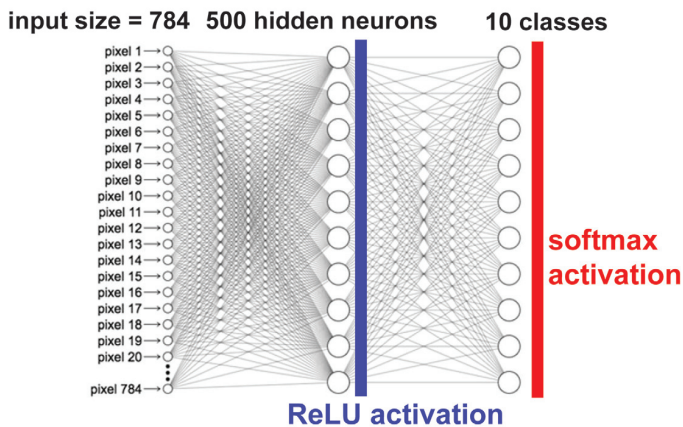 input size = 784 500 hidden neurons 10 classes
pixel 1
pixel 2
pixel 3
pixel 4
pixel 5
pixel 6
pixel 7
pixel 8
pixel 9
pixel 10
pixel 11
pixel 12
pixel 13
pixel 14
pixel 15
pixel 16
pixel 17
pixel 18
pixel 19
pixel 20
pixel 784
softmax
activation
ReLU activation